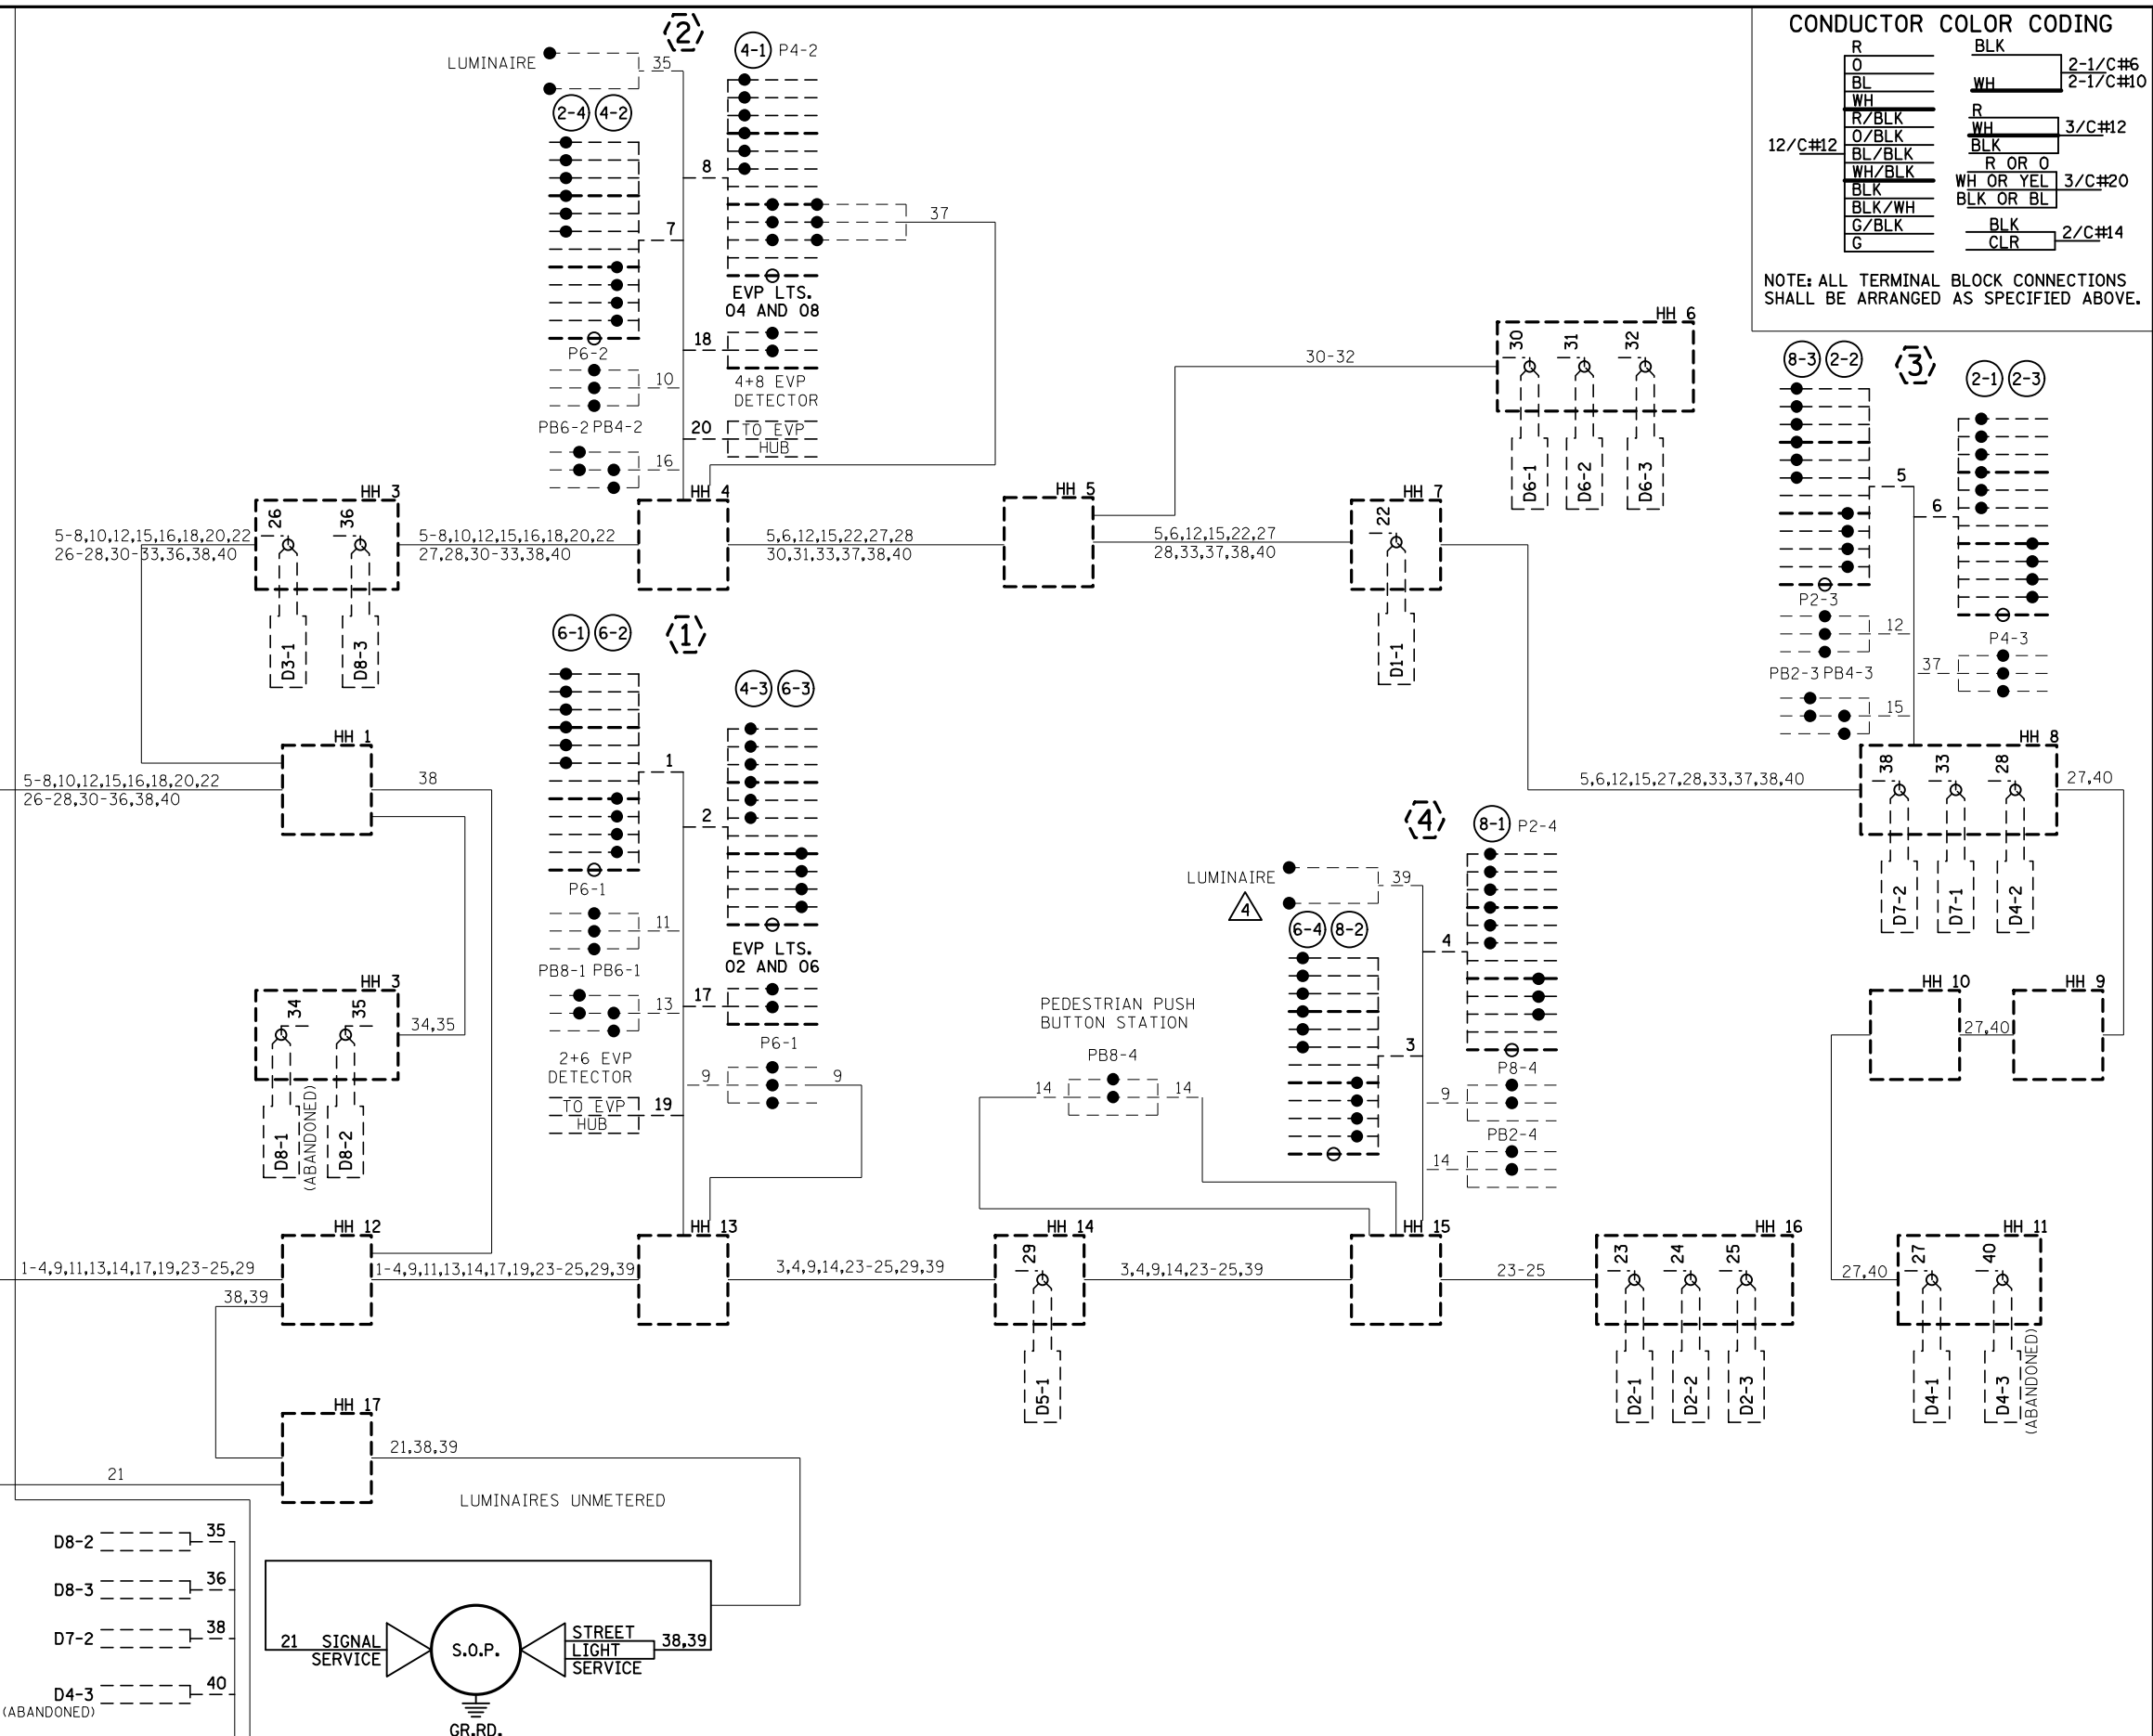 CONDUCTOR COLOR CODING
R
O
BL
WH
R/BLK
O/BLK
BL/BLK
WH/BLK
BLK
BLK/WH
G/BLK
G
12/C#12
BLK
WH
2-1/C#6
2-1/C#10
R
WH
BLK
3/C#12
R OR O
WH OR YEL
BLK OR BL
3/C#20
BLK
CLR
2/C#14
NOTE: ALL TERMINAL BLOCK CONNECTIONS
SHALL BE ARRANGED AS SPECIFIED ABOVE.
2
LUMINAIRE
35
4-1 P4-2
2-4 4-2
8
7
37
EVP LTS.
04 AND 08
18
P6-2
10
4+8 EVP
DETECTOR
PB6-2 PB4-2
20
TO EVP
HUB
16
HH 3
26
36
5-8,10,12,15,16,18,20,22
26-28,30-33,36,38,40
5-8,10,12,15,16,18,20,22
27,28,30-33,38,40
D3-1
D8-3
HH 4
5,6,12,15,22,27,28
30,31,33,37,38,40
HH 5
5,6,12,15,22,27
28,33,37,38,40
30-32
HH 6
30
31
32
D6-1
D6-2
D6-3
HH 7
22
D1-1
3
8-3 2-2
2-1 2-3
5
6
P2-3
12
P4-3
37
PB2-3 PB4-3
15
HH 8
38
33
28
5,6,12,15,27,28,33,37,38,40
27,40
D7-2
D7-1
D4-2
HH 1
5-8,10,12,15,16,18,20,22
26-28,30-36,38,40
38
1
6-1 6-2
4-3 6-3
1
2
P6-1
11
EVP LTS.
02 AND 06
PB8-1 PB6-1
13
17
2+6 EVP
DETECTOR
P6-1
9
9
TO EVP
HUB
19
HH 3
34
35
34,35
D8-1
(ABANDONED)
D8-2
4
8-1 P2-4
LUMINAIRE
4
39
6-4 8-2
4
3
PEDESTRIAN PUSH
BUTTON STATION
PB8-4
14
14
P8-4
9
PB2-4
14
HH 10
27,40
HH 9
HH 12
1-4,9,11,13,14,17,19,23-25,29
1-4,9,11,13,14,17,19,23-25,29,39
38,39
HH 13
3,4,9,14,23-25,29,39
HH 14
29
3,4,9,14,23-25,39
D5-1
HH 15
23-25
HH 16
23
24
25
D2-1
D2-2
D2-3
27,40
HH 11
27
40
D4-1
D4-3
(ABANDONED)
HH 17
21,38,39
21
LUMINAIRES UNMETERED
D8-2
35
D8-3
36
D7-2
38
D4-3
40
(ABANDONED)
21
SIGNAL
SERVICE
S.O.P.
STREET
LIGHT
SERVICE
38,39
GR.RD.